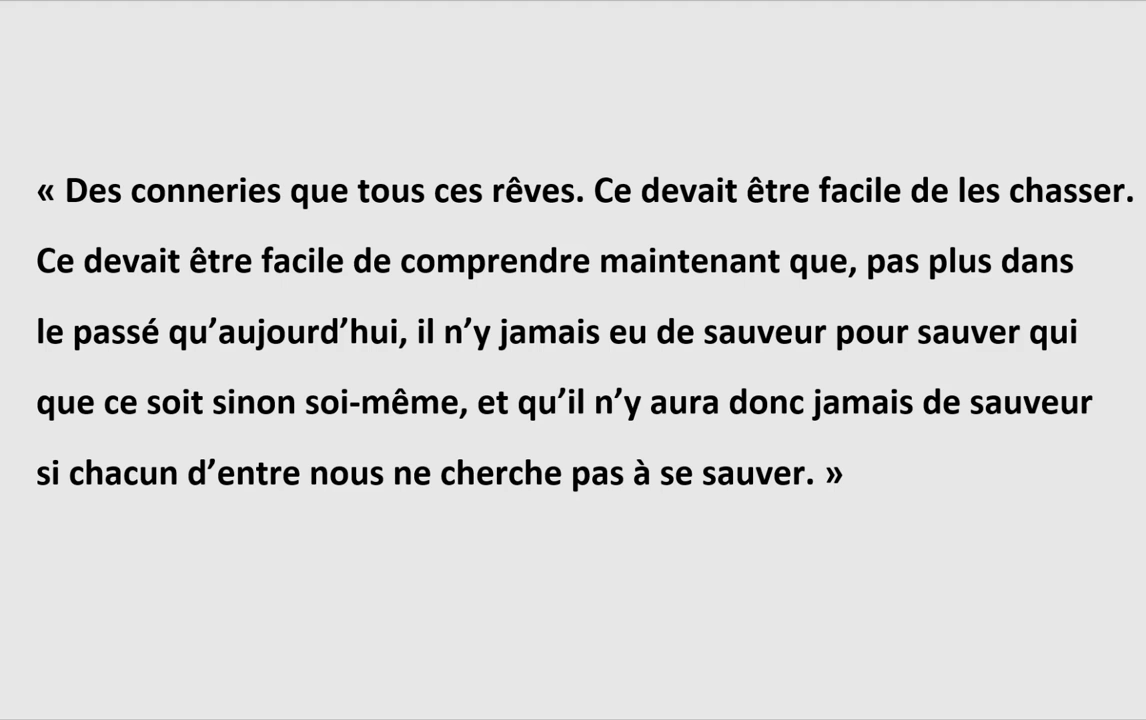 « Des conneries que tous ces rêves. Ce devait être facile de les chasser.
Ce devait être facile de comprendre maintenant que, pas plus dans
le passé qu’aujourd’hui, il n’y jamais eu de sauveur pour sauver qui
que ce soit sinon soi-même, et qu’il n’y aura donc jamais de sauveur
si chacun d’entre nous ne cherche pas à se sauver. »